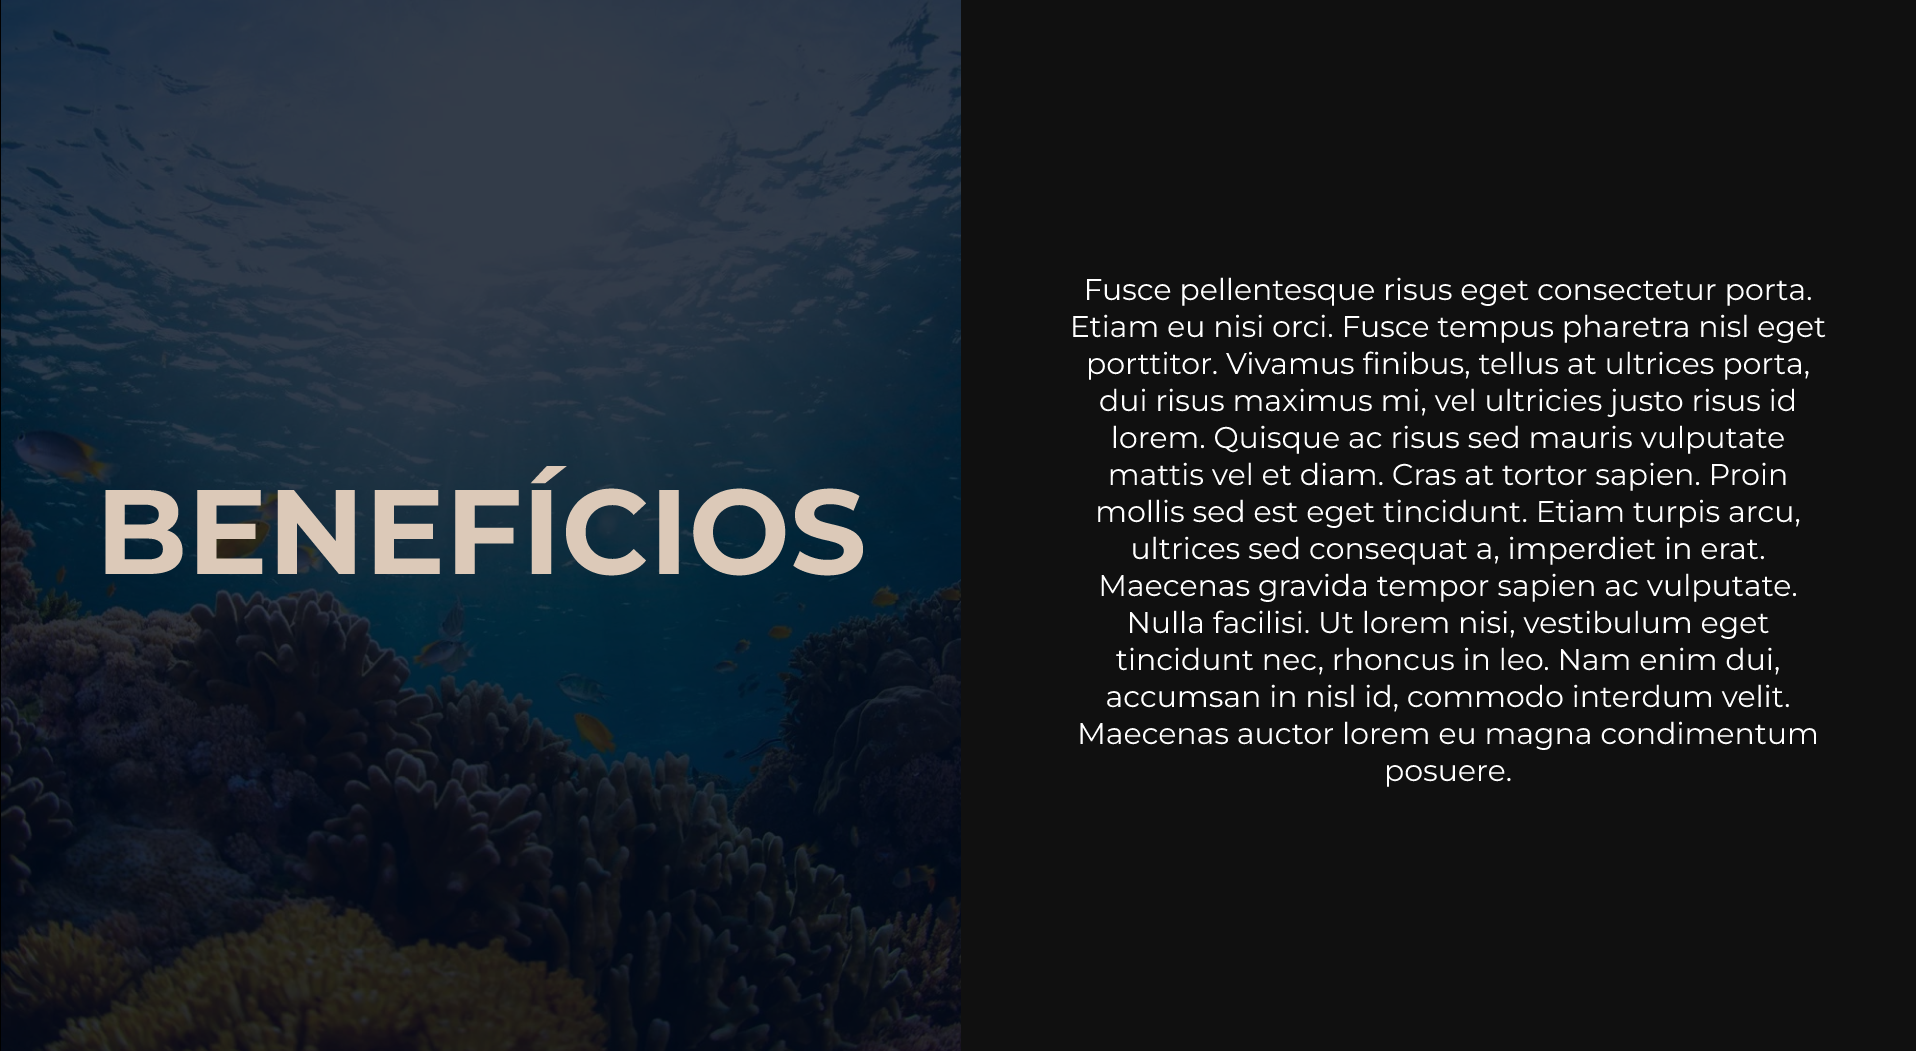 BENEFÍCIOS
Fusce pellentesque risus eget consectetur porta.
Etiam eu nisi orci. Fusce tempus pharetra nisl eget
porttitor. Vivamus finibus, tellus at ultrices porta,
dui risus maximus mi, vel ultricies justo risus id
lorem. Quisque ac risus sed mauris vulputate
mattis vel et diam. Cras at tortor sapien. Proin
mollis sed est eget tincidunt. Etiam turpis arcu,
ultrices sed consequat a, imperdiet in erat.
Maecenas gravida tempor sapien ac vulputate.
Nulla facilisi. Ut lorem nisi, vestibulum eget
tincidunt nec, rhoncus in leo. Nam enim dui,
accumsan in nisl id, commodo interdum velit.
Maecenas auctor lorem eu magna condimentum
posuere.